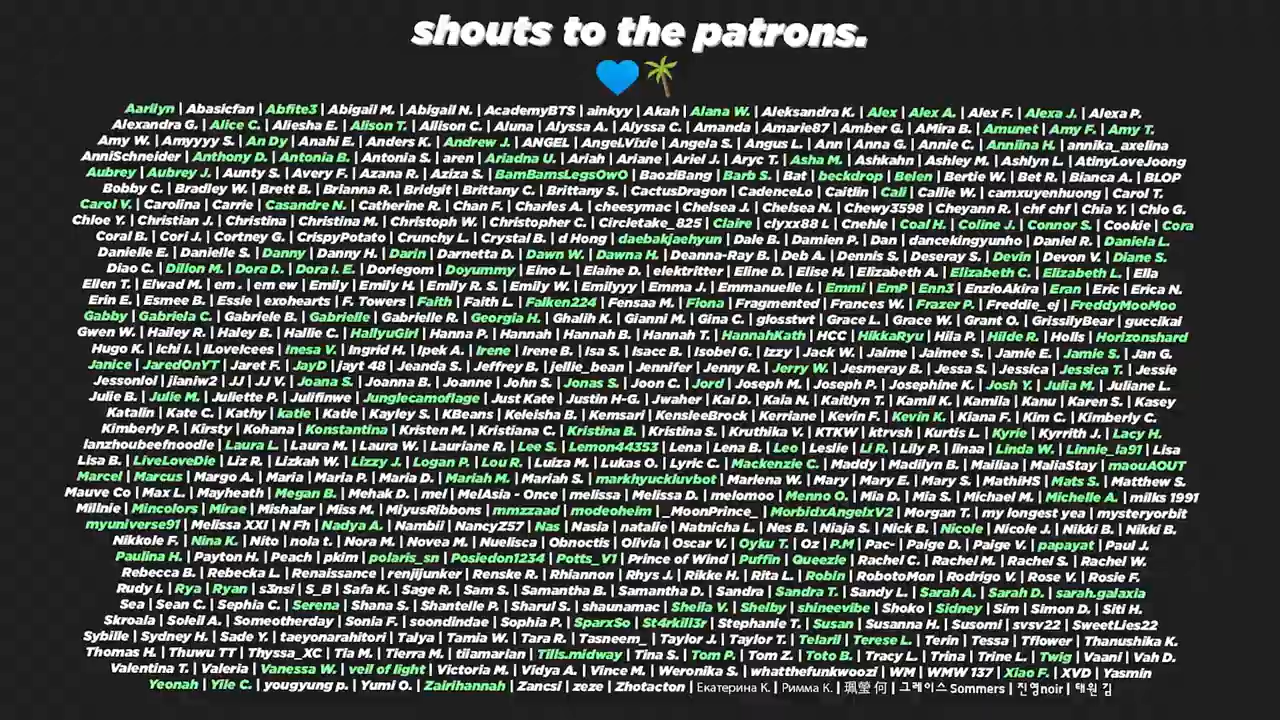 shouts to the patrons.
Aarilyn | Abasicfan | Abfite3 | Abigail M. | Abigail N. | AcademyBTS | ainkyy | Akah | Alana W. | Aleksandra K. | Alex | Alex A. | Alex F. | Alexa J. | Alexa P.
Alexandra G. | Alice C. | Aliesha E. | Alison T. | Allison C. | Aluna | Alyssa A. | Alyssa C. | Amanda | Amarie87 | Amber G. | AMira B. | Amunet | Amy F. | Amy T.
Amy W. | Amyyyy S. | An Dy | Anahi E. | Anders K. | Andrew J. | ANGEL | AngeLVixie | Angela S. | Angus L. | Ann | Anna G. | Annie C. | Anniina H. | annika_axelina
AnniSchneider | Anthony D. | Antonia B. | Antonia S. | aren | Ariadna U. | Ariah | Ariane | Ariel J. | Aryc T. | Asha M. | Ashkahn | Ashley M. | Ashlyn L. | AtinyLoveJoong
Aubrey | Aubrey J. | Aunty S. | Avery F. | Azana R. | Aziza S. | BamBamsLegsOwO | BaoziBang | Barb S. | Bat | beckdrop | Belen | Bertie W. | Bet R. | Bianca A. | BLOP
Bobby C. | Bradley W. | Brett B. | Brianna R. | Bridgit | Brittany C. | Brittany S. | CactusDragon | CadenceLo | Caitlin | Cali | Callie W. | camxuyenhuong | Carol T.
Carol V. | Carolina | Carrie | Casandre N. | Catherine R. | Chan F. | Charles A. | cheesymac | Chelsea J. | Chelsea N. | Chewy3598 | Cheyann R. | chf chf | Chia Y. | Chlo G.
Chloe Y. | Christian J. | Christina | Christina M. | Christoph W. | Christopher C. | Circletake_825 | Claire | clyxx88 L | Cnehle | Coal H. | Coline J. | Connor S. | Cookie | Cora
Coral B. | Cori J. | Cortney G. | CrispyPotato | Crunchy L. | Crystal B. | d Hong | daebakjaehyun | Dale B. | Damien P. | Dan | dancekingyunho | Daniel R. | Daniela L.
Danielle E. | Danielle S. | Danny | Danny H. | Darin | Darnetta D. | Dawn W. | Dawna H. | Deanna-Ray B. | Deb A. | Dennis S. | Deseray S. | Devin | Devon V. | Diane S.
Diao C. | Dillon M. | Dora D. | Dora I. E. | Doriegom | Doyummy | Eino L. | Elaine D. | elektritter | Eline D. | Elise H. | Elizabeth A. | Elizabeth C. | Elizabeth L. | Ella
Ellen T. | Elwad M. | em . | em ew | Emily | Emily H. | Emily R. S. | Emily W. | Emilyyy | Emma J. | Emmanuelle I. | Emmi | EmP | Enn3 | EnzioAkira | Eran | Eric | Erica N.
Erin E. | Esmee B. | Essie | exohearts | F. Towers | Faith | Faith L. | Falken224 | Fensaa M. | Fiona | Fragmented | Frances W. | Frazer P. | Freddie_ej | FreddyMooMoo
Gabby | Gabriela C. | Gabriele B. | Gabrielle | Gabrielle R. | Georgia H. | Ghalih K. | Gianni M. | Gina C. | glosstwt | Grace L. | Grace W. | Grant O. | GrissilyBear | guccikai
Gwen W. | Hailey R. | Haley B. | Hallie C. | HallyuGirl | Hanna P. | Hannah | Hannah B. | Hannah T. | HannahKath | HCC | HikkaRyu | Hila P. | Hilde R. | Holls | Horizonshard
Hugo K. | Ichi I. | ILoveIcees | Inesa V. | Ingrid H. | Ipek A. | Irene | Irene B. | Isa S. | Isacc B. | Isobel G. | Izzy | Jack W. | Jaime | Jaimee S. | Jamie E. | Jamie S. | Jan G.
Janice | JaredOnYT | Jaret F. | JayD | Jayt 48 | Jeanda S. | Jeffrey B. | jellie_bean | Jennifer | Jenny R. | Jerry W. | Jesmeray B. | Jessa S. | Jessica | Jessica T. | Jessie
Jessonlol | jlaniw2 | JJ | JJ V. | Joana S. | Joanna B. | Joanne | John S. | Jonas S. | Joon C. | Jord | Joseph M. | Joseph P. | Josephine K. | Josh Y. | Julia M. | Juliane L.
Julie B. | Julie M. | Juliette P. | Julifinwe | Junglecamoflage | Just Kate | Justin H-G. | Jwaher | Kai D. | Kaia N. | Kaitlyn T. | Kamil K. | Kamila | Kanu | Karen S. | Kasey
Katalin | Kate C. | Kathy | katie | Katie | Kayley S. | KBeans | Keleisha B. | Kemsari | KensleeBrock | Kerriane | Kevin F. | Kevin K. | Kiana F. | Kim C. | Kimberly C.
Kimberly P. | Kirsty | Kohana | Konstantina | Kristen M. | Kristiana C. | Kristina B. | Kristina S. | Kruthika V. | KTKW | ktrvsh | Kurtis L. | Kyrie | Kyrrith J. | Lacy H.
lanzhoubeefnoodle | Laura L. | Laura M. | Laura W. | Lauriane R. | Lee S. | Lemon44353 | Lena | Lena B. | Leo | Leslie | Li R. | Lily P. | linaa | Linda W. | Linnie_la91 | Lisa
Lisa B. | LiveLoveDie | Liz R. | Lizkah W. | Lizzy J. | Logan P. | Lou R. | Luiza M. | Lukas O. | Lyric C. | Mackenzie C. | Maddy | Madilyn B. | Mailiaa | MaliaStay | maouAOUT
Marcel | Marcus | Margo A. | Maria | Maria P. | Maria D. | Mariah M. | Mariah S. | markhyuckluvbot | Marlena W. | Mary | Mary E. | Mary S. | MathiHS | Mats S. | Matthew S.
Mauve Co | Max L. | Mayheath | Megan B. | Mehak D. | mel | MelAsia - Once | melissa | Melissa D. | melomoo | Menno O. | Mia D. | Mia S. | Michael M. | Michelle A. | milks 1991
Millnie | Mincolors | Mirae | Mishalar | Miss M. | MiyusRibbons | mmzzaad | modoeheim | _MoonPrince_ | MorbidxAngelxV2 | Morgan T. | my longest yea | mysteryorbit
myuniverse91 | Melissa XXI | N Fh | Nadya A. | Nambii | NancyZ57 | Nas | Nasia | natalie | Natnicha L. | Nes B. | Niaja S. | Nick B. | Nicole | Nicole J. | Nikki B. | Nikki B.
Nikkole F. | Nina K. | Nito | nola t. | Nora M. | Novea M. | Nuelisca | Obnoctis | Olivia | Oscar V. | Oyku T. | Oz | P.M | Pac- | Paige D. | Paige V. | papayat | Paul J.
Paulina H. | Payton H. | Peach | pkim | polaris_sn | Posiedon1234 | Potts_V1 | Prince of Wind | Puffin | Queezie | Rachel C. | Rachel M. | Rachel S. | Rachel W.
Rebecca B. | Rebecka L. | Renaissance | renjijunker | Renske R. | Rhiannon | Rhys J. | Rikke H. | Rita L. | Robin | RobotoMon | Rodrigo V. | Rose V. | Rosie F.
Rudy I. | Rya | Ryan | s3nsi | S_B | Safa K. | Sage R. | Sam S. | Samantha B. | Samantha D. | Sandra | Sandra T. | Sandy L. | Sarah A. | Sarah D. | sarah.galaxia
Sea | Sean C. | Sephia C. | Serena | Shana S. | Shantelle P. | Sharul S. | shaunamac | Sheila V. | Shelby | shineevibe | Shoko | Sidney | Sim | Simon D. | Siti H.
Skroala | Soleil A. | Someotherday | Sonia F. | soondindae | Sophia P. | SparxSo | St4rkill3r | Stephanie T. | Susan | Susanna H. | Susomi | svsv22 | SweetLies22
Sybille | Sydney H. | Sade Y. | taeyonarahitori | Talya | Tamia W. | Tara R. | Tasneem_ | Taylor J. | Taylor T. | Telaril | Terese L. | Terin | Tessa | Tflower | Thanushika K.
Thomas H. | Thuwu TT | Thyssa_XC | Tia M. | Tierra M. | tiiamarian | Tills.midway | Tina S. | Tom P. | Tom Z. | Toto B. | Tracy L. | Trina | Trine L. | Twig | Vaani | Vah D.
Valentina T. | Valeria | Vanessa W. | veil of light | Victoria M. | Vidya A. | Vince M. | Weronika S. | whatthefunkwoozi | WM | WMW 137 | Xiao F. | XVD | Yasmin
Yeonah | Yile C. | yougyung p. | Yumi O. | Zairihannah | Zancsi | zeze | Zhotacton | Екатерина К. | Римма К. | 珮瑩 何 | 그레이스 Sommers | 진영noir | 태원 김